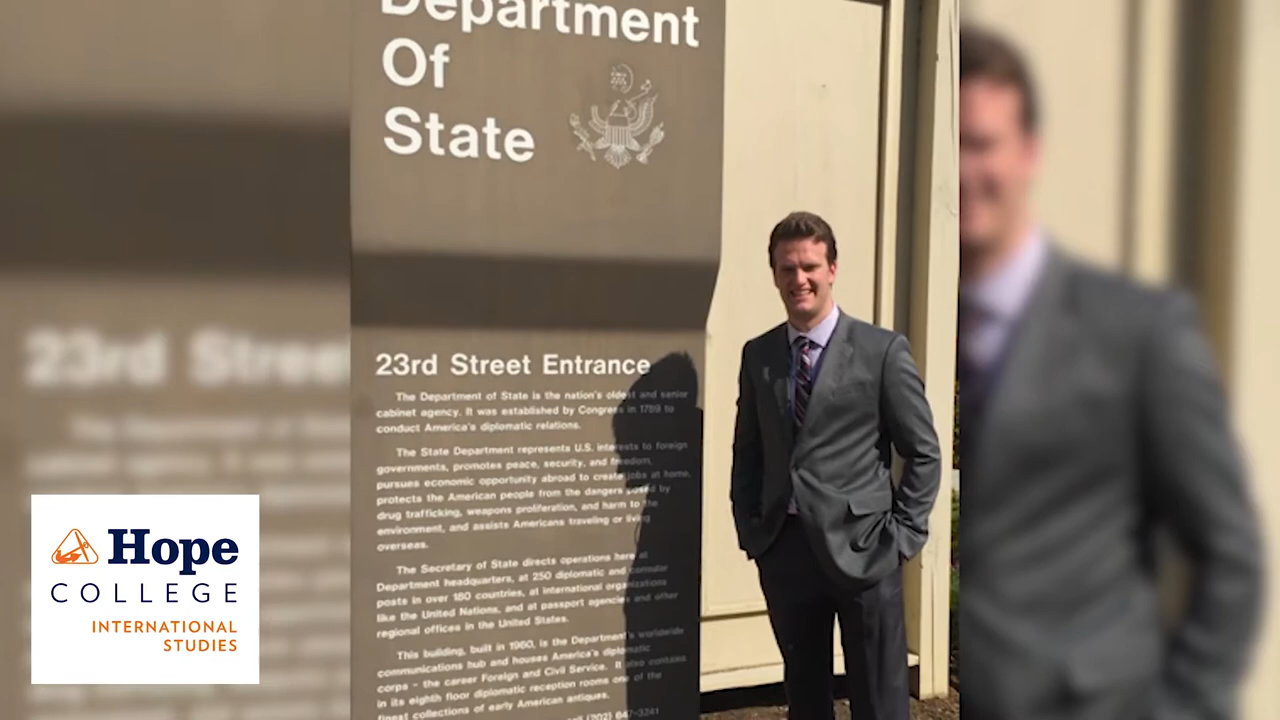 Department
Of
State
23rd Street Entrance
The Department of State is the nation's oldest and senior
cabinet agency. It was established by Congress in 1789 to
conduct America's diplomatic relations.
The State Department represents U.S. interests to foreign
governments, promotes peace, security, and freedom,
pursues economic opportunity abroad to create jobs at home,
protects the American people from the dangers posed by
drug trafficking, weapons proliferation, and harm to the
environment, and assists Americans traveling or living
overseas.
The Secretary of State directs operations here at
Department headquarters, at 250 diplomatic and consular
posts in over 180 countries, at international organizations
like the United Nations, and at passport agencies and other
regional offices in the United States.
This building, built in 1960, is the Department's worldwide
communications hub and houses America's diplomatic
corps - the career Foreign and Civil Service. It also contains
in its eighth floor diplomatic reception rooms one of the
finest collections of early American antiques.
call (202) 647-3241
23rd Stree
Hope
COLLEGE
INTERNATIONAL
STUDIES